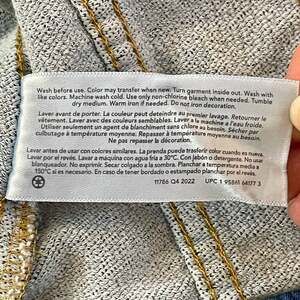 Wash before use. Color may transfer when new. Turn garment inside out. Wash with
like colors. Machine wash cold. Use only non-chlorine bleach when needed. Tumble
dry medium. Warm iron if needed. Do not iron decoration.
Laver avant de porter. La couleur peut déteindre au premier lavage. Retourner le
vêtement. Laver avec des couleurs semblables. Laver à la machine à l'eau froide.
Utiliser seulement un agent de blanchiment sans chlore au besoin. Sécher par
culbutage à température moyenne. Repasser à température moyenne au besoin.
Ne pas repasser la décoration.
Lavar antes de usar con colores similares. La prenda puede trasferir color cuando es nueva.
Lavar por el revés. Lavar a máquina con agua fria a 30°C. Con jabón o detergente. No usar
blanqueador. No exprimir. Secar colgado a la sombra. Planchar a temperatura media a
150°C si es necesario. En caso de tener bordado o estampado planchar por el revés.
11786 Q4 2022 UPC 1 95861 64177 3